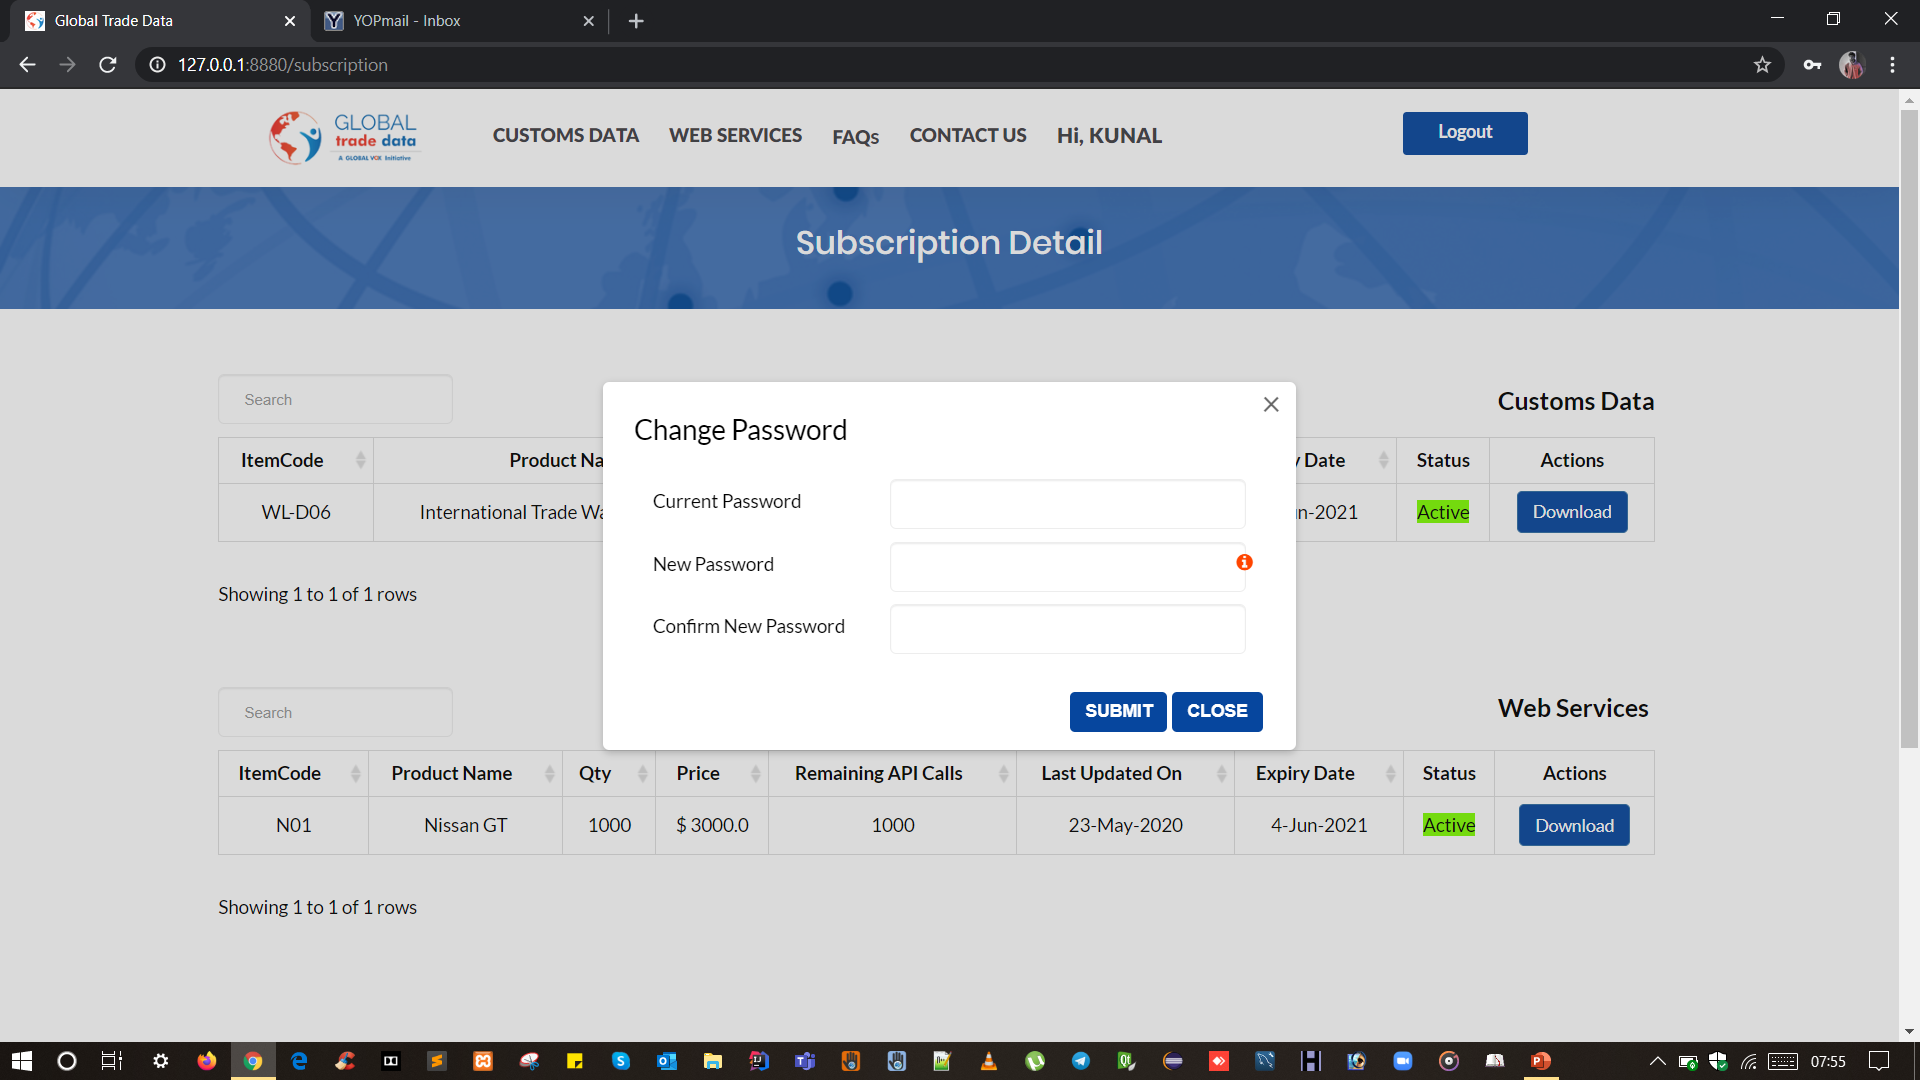 Global Trade Data
YOPmail - Inbox
127.0.0.1:8880/subscription
GLOBAL
trade data
A GLOBAL VOX Initiative
CUSTOMS DATA WEB SERVICES FAQs CONTACT US Hi, KUNAL
Logout
Subscription Detail
Search
Customs Data
ItemCode Product Na y Date Status Actions
WL-D06 International Trade Wa n-2021 Active Download
Showing 1 to 1 of 1 rows
Change Password
Current Password
New Password
Confirm New Password
SUBMIT CLOSE
Search
Web Services
ItemCode Product Name Qty Price Remaining API Calls Last Updated On Expiry Date Status Actions
N01 Nissan GT 1000 $ 3000.0 1000 23-May-2020 4-Jun-2021 Active Download
Showing 1 to 1 of 1 rows
07:55